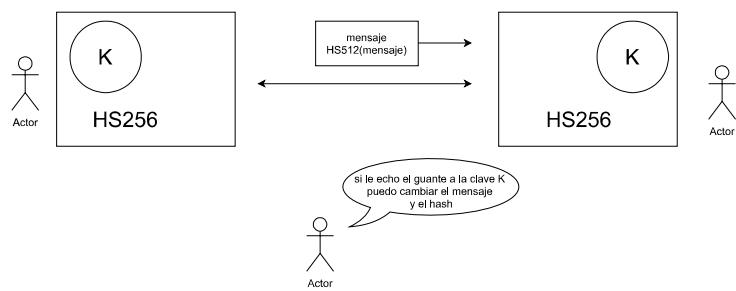 K
mensaje
HS512(mensaje)
K
HS256
HS256
Actor
Actor
si le echo el guante a la clave K
puedo cambiar el mensaje
y el hash
Actor